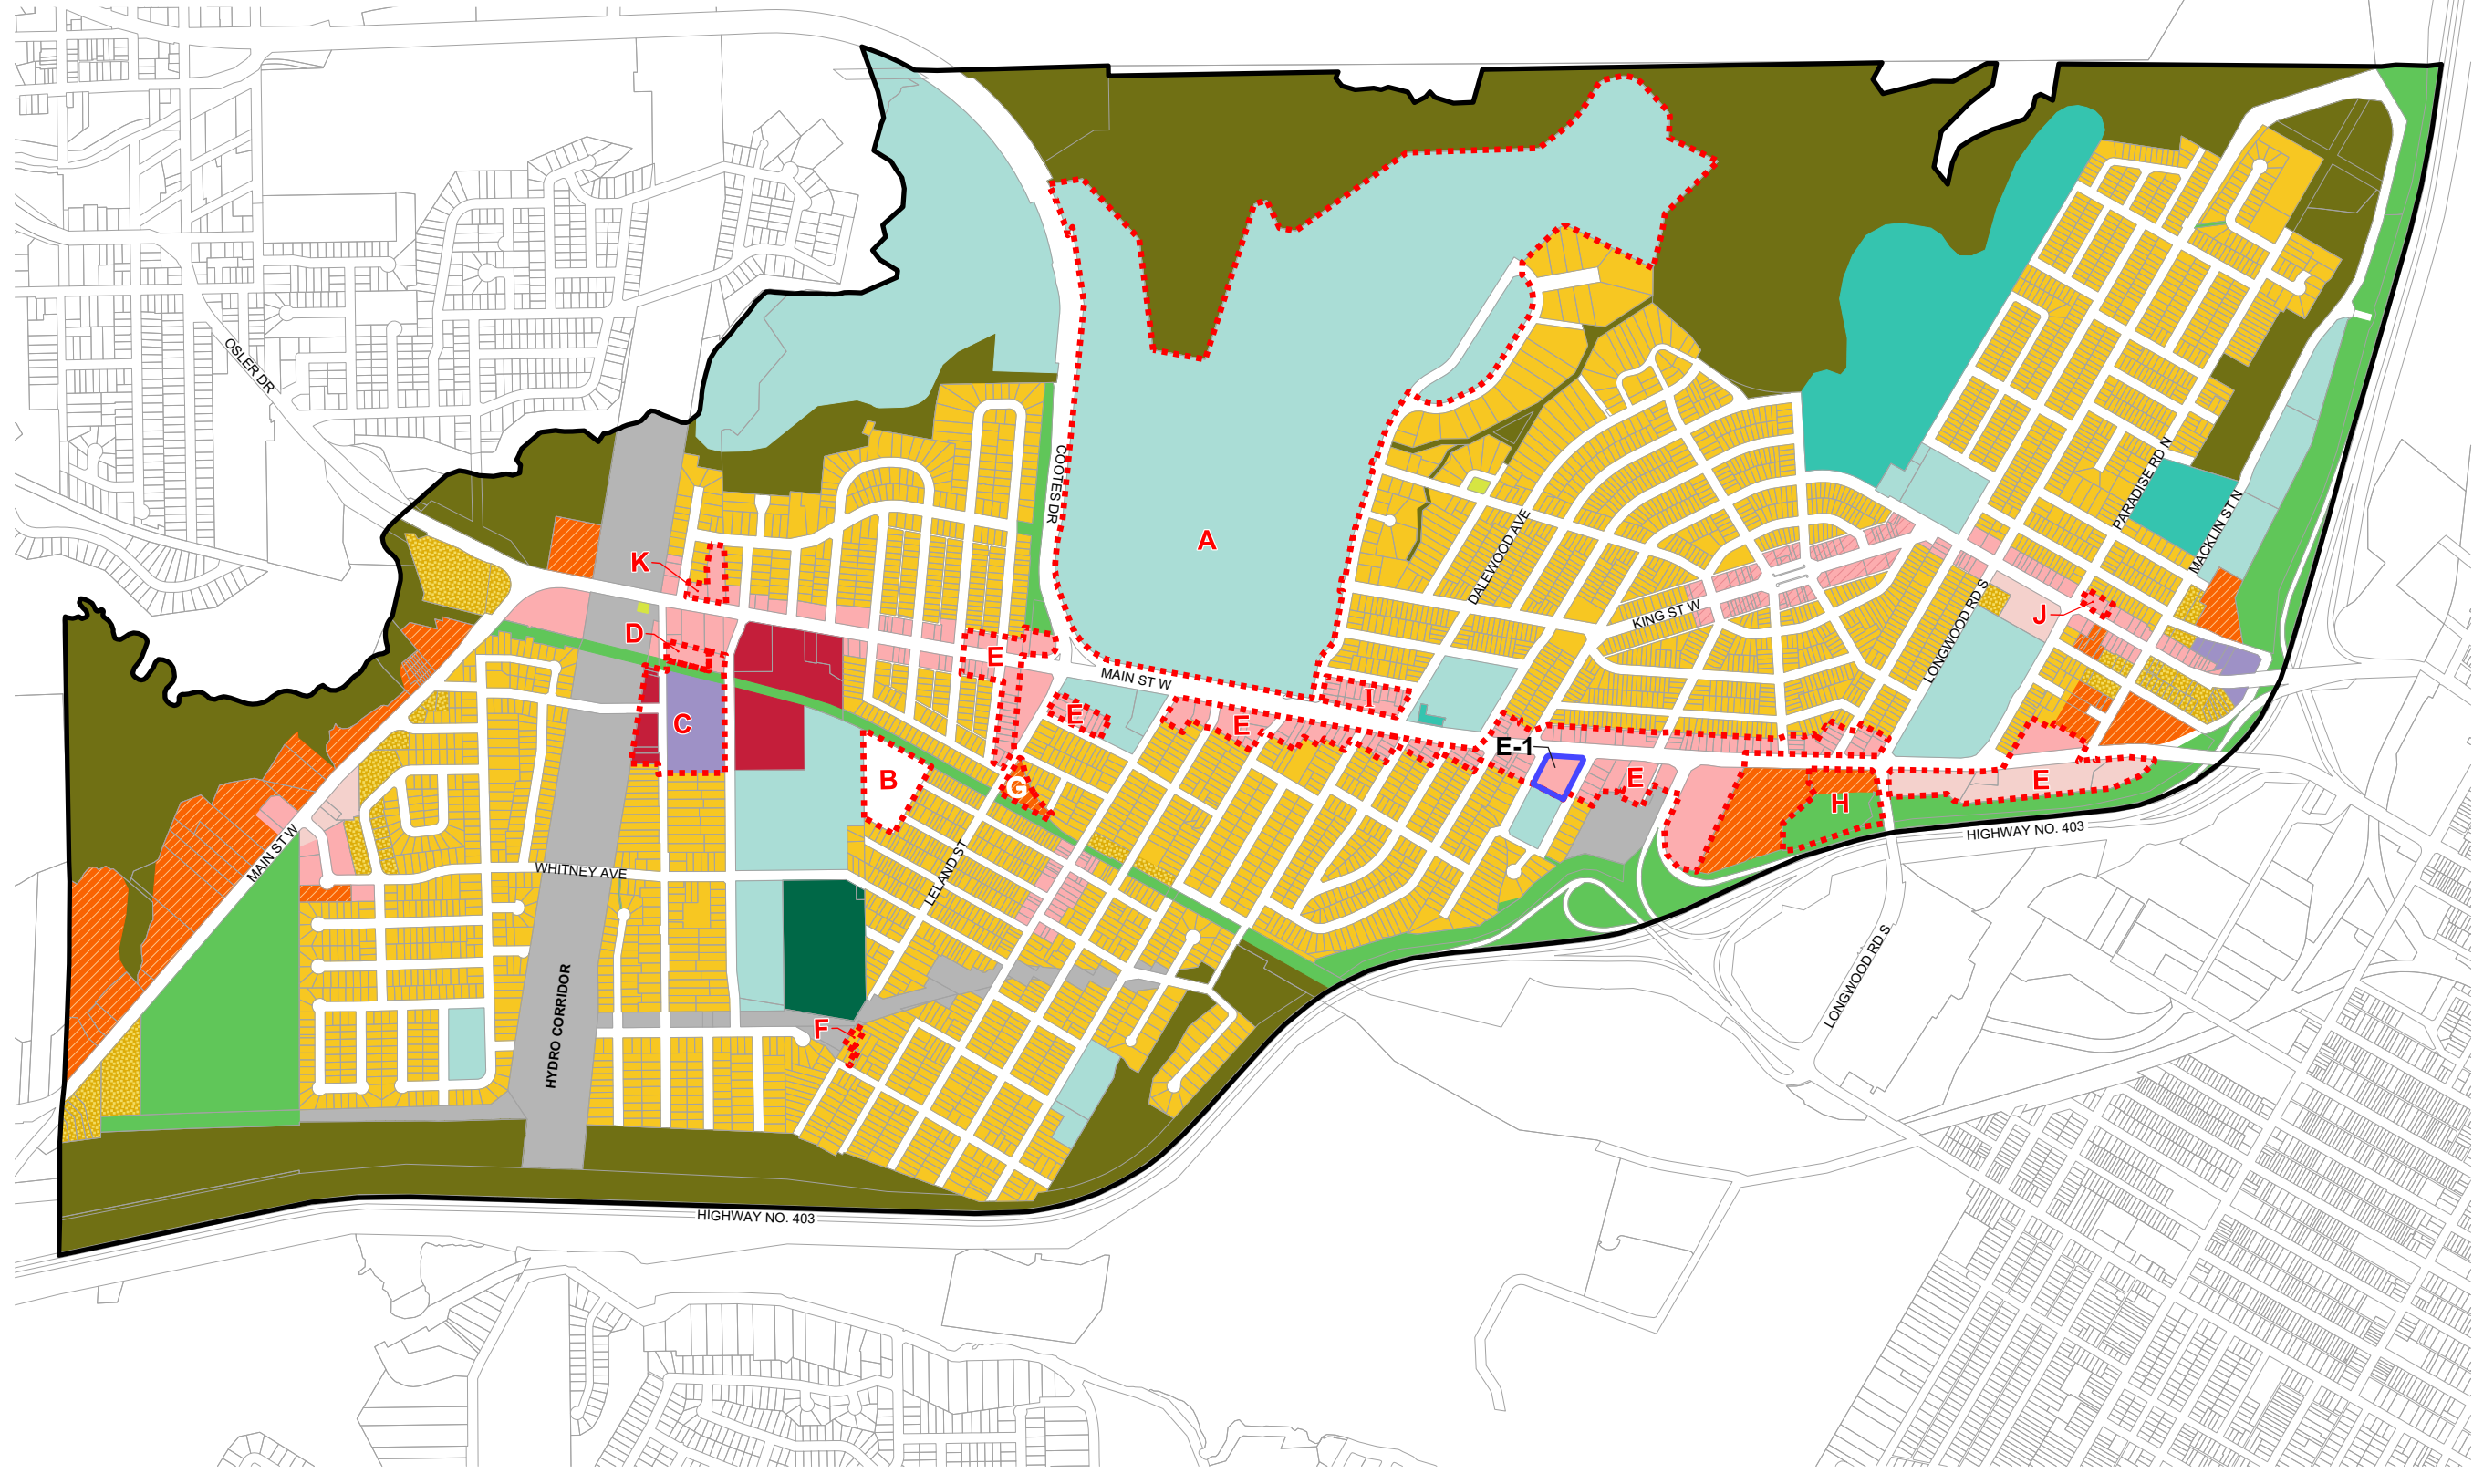 OSLER DR
COOTES DR
PARADISE RD N
MACKLIN ST N
A
DALEWOOD AVE
K
KING ST W
LONGWOOD RD S
J
D
E
MAIN ST W
I
E
C
E
E-1
B
G
E
E
H
HIGHWAY NO. 403
MAIN ST W
WHITNEY AVE
LELAND ST
LONGWOOD RD S
HYDRO CORRIDOR
F
HIGHWAY NO. 403